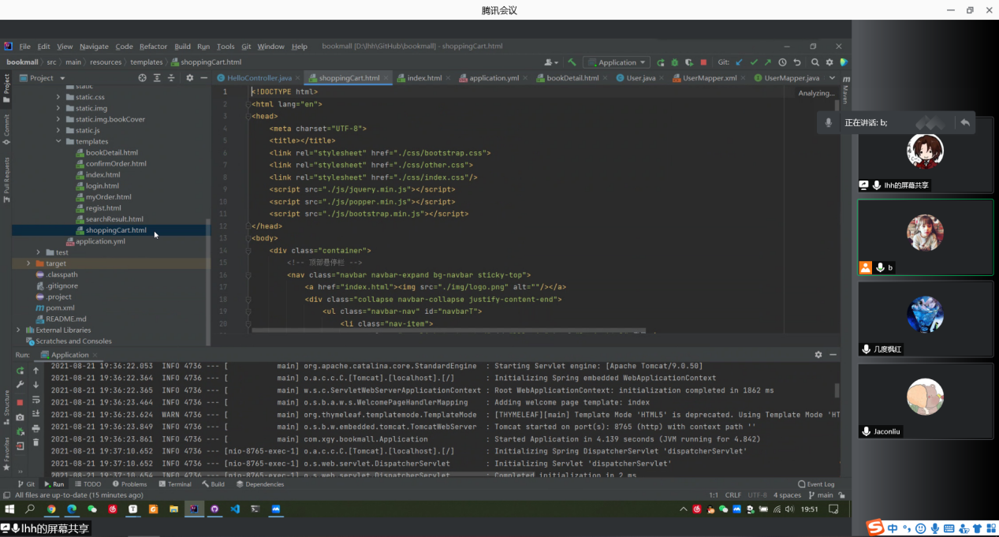 腾讯会议
File Edit View Navigate Code Refactor Build Run Tools Git Window Help bookmall [D:\lhh\GitHub\bookmall] - shoppingCart.html
bookmall src main resources templates shoppingCart.html
Application Git:
Project
HelloController.java shoppingCart.html index.html application.yml bookDetail.html User.java UserMapper.xml UserMapper.java
Project
Commit
Pull Requests
Structure
Favorites
Maven
static
static.css
static.img
static.img.bookCover
static.js
templates
bookDetail.html
confirmOrder.html
index.html
login.html
myOrder.html
regist.html
searchResult.html
shoppingCart.html
application.yml
test
target
.classpath
.gitignore
.project
pom.xml
README.md
External Libraries
Scratches and Consoles
Analyzing...
1 <!DOCTYPE html>
2 <html lang="en">
3 <head>
4 <meta charset="UTF-8">
5 <title></title>
6 <link rel="stylesheet" href="./css/bootstrap.css">
7 <link rel="stylesheet" href="./css/other.css">
8 <link rel="stylesheet" href="./css/index.css"/>
9 <script src="./js/jquery.min.js"></script>
10 <script src="./js/popper.min.js"></script>
11 <script src="./js/bootstrap.min.js"></script>
12 </head>
13 <body>
14 <div class="container">
15 <!-- 顶部悬停栏 -->
16 <nav class="navbar navbar-expand bg-navbar sticky-top">
17 <a href="index.html"><img src="./img/logo.png" alt=""/></a>
18 <div class="collapse navbar-collapse justify-content-end">
19 <ul class="navbar-nav" id="navbarT">
20 <li class="nav-item">
Run: Application
2021-08-21 19:36:22.053 INFO 4736 --- [ main] org.apache.catalina.core.StandardEngine : Starting Servlet engine: [Apache Tomcat/9.0.50]
2021-08-21 19:36:22.364 INFO 4736 --- [ main] o.a.c.c.C.[Tomcat].[localhost].[/] : Initializing Spring embedded WebApplicationContext
2021-08-21 19:36:22.365 INFO 4736 --- [ main] w.s.c.ServletWebServerApplicationContext : Root WebApplicationContext: initialization completed in 1862 ms
2021-08-21 19:36:23.464 INFO 4736 --- [ main] o.s.b.a.w.s.WelcomePageHandlerMapping : Adding welcome page template: index
2021-08-21 19:36:23.624 WARN 4736 --- [ main] org.thymeleaf.templatemode.TemplateMode : [THYMELEAF][main] Template Mode 'HTML5' is deprecated. Using Template Mode 'HT
2021-08-21 19:36:23.849 INFO 4736 --- [ main] o.s.b.w.embedded.tomcat.TomcatWebServer : Tomcat started on port(s): 8765 (http) with context path ''
2021-08-21 19:36:23.861 INFO 4736 --- [ main] com.xgy.bookmall.Application : Started Application in 4.139 seconds (JVM running for 4.842)
2021-08-21 19:37:10.652 INFO 4736 --- [nio-8765-exec-1] o.a.c.c.C.[Tomcat].[localhost].[/] : Initializing Spring DispatcherServlet 'dispatcherServlet'
2021-08-21 19:37:10.652 INFO 4736 --- [nio-8765-exec-1] o.s.web.servlet.DispatcherServlet : Initializing Servlet 'dispatcherServlet'
2021-08-21 19:37:10.654 INFO 4736 --- [nio-8765-exec-1] o.s.web.servlet.DispatcherServlet : Completed initialization in 2 ms
Git Run TODO Problems Terminal Build Dependencies Event Log
All files are up-to-date (15 minutes ago) 1:1 CRLF UTF-8 4 spaces main
19:51
lhh的屏幕共享
正在讲话: b;
lhh的屏幕共享
b
几度枫红
Jaconliu
中